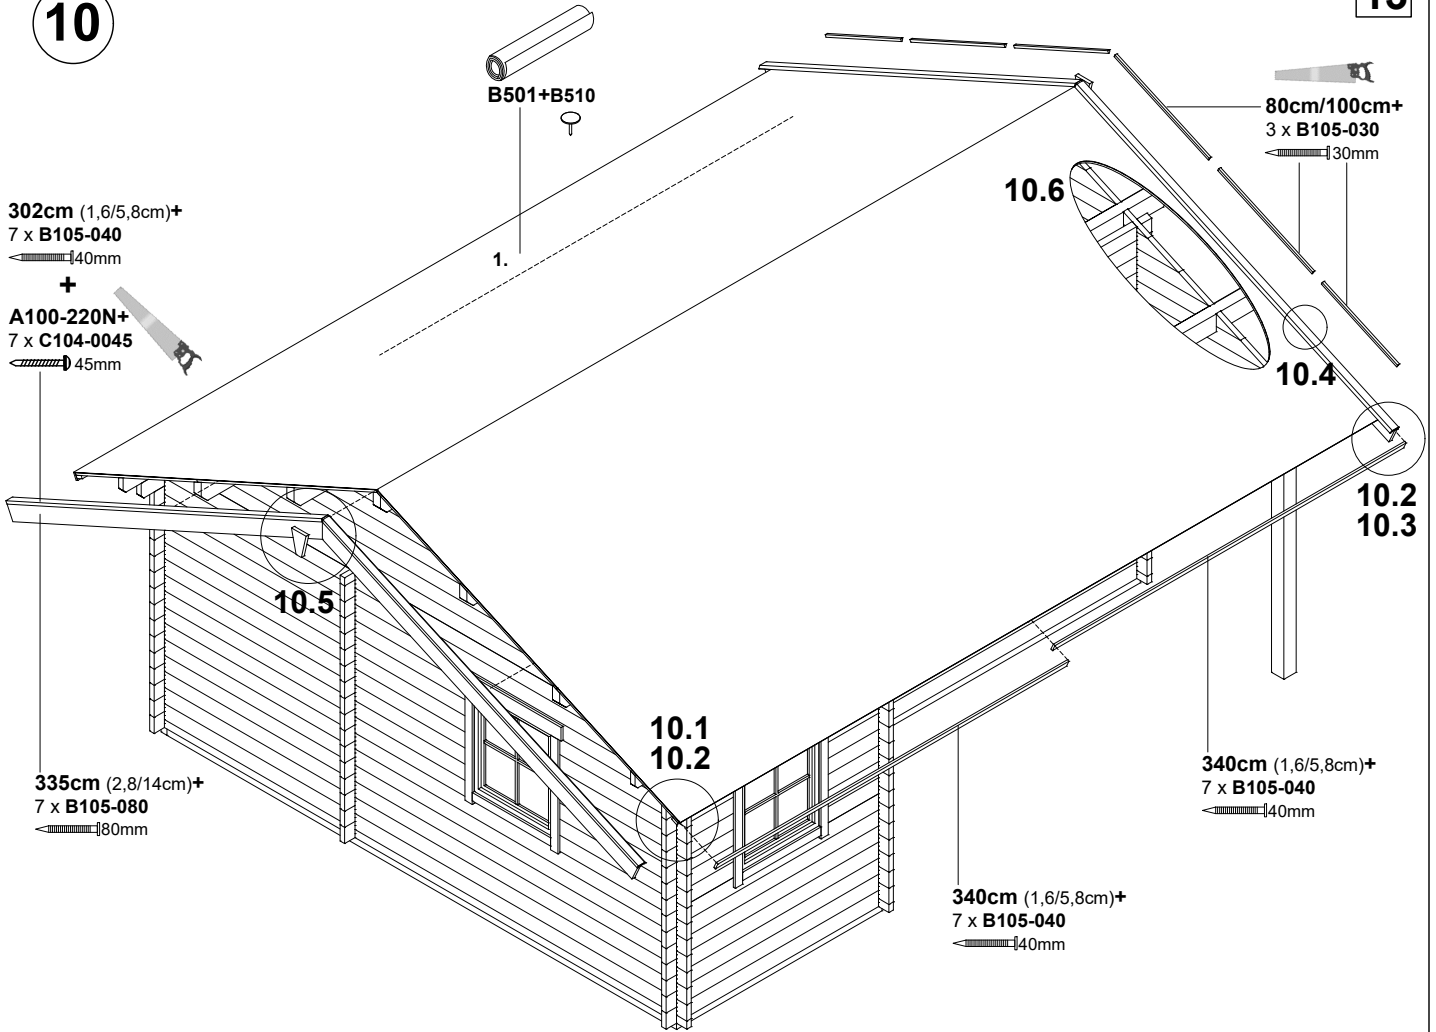 10
B501+B510
80cm/100cm+
3 x B105-030
30mm
10.6
302cm (1,6/5,8cm)+
7 x B105-040
40mm
+
A100-220N+
7 x C104-0045
45mm
1.
10.4
10.2
10.3
10.5
10.1
10.2
335cm (2,8/14cm)+
7 x B105-080
80mm
340cm (1,6/5,8cm)+
7 x B105-040
40mm
340cm (1,6/5,8cm)+
7 x B105-040
40mm